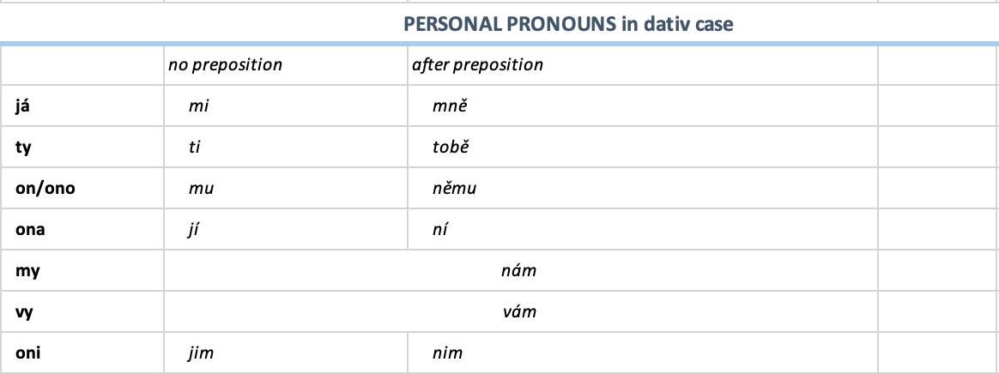 PERSONAL PRONOUNS in dativ case
no preposition after preposition
já mi mně
ty ti tobě
on/ono mu němu
ona jí ní
my nám
vy vám
oni jim nim